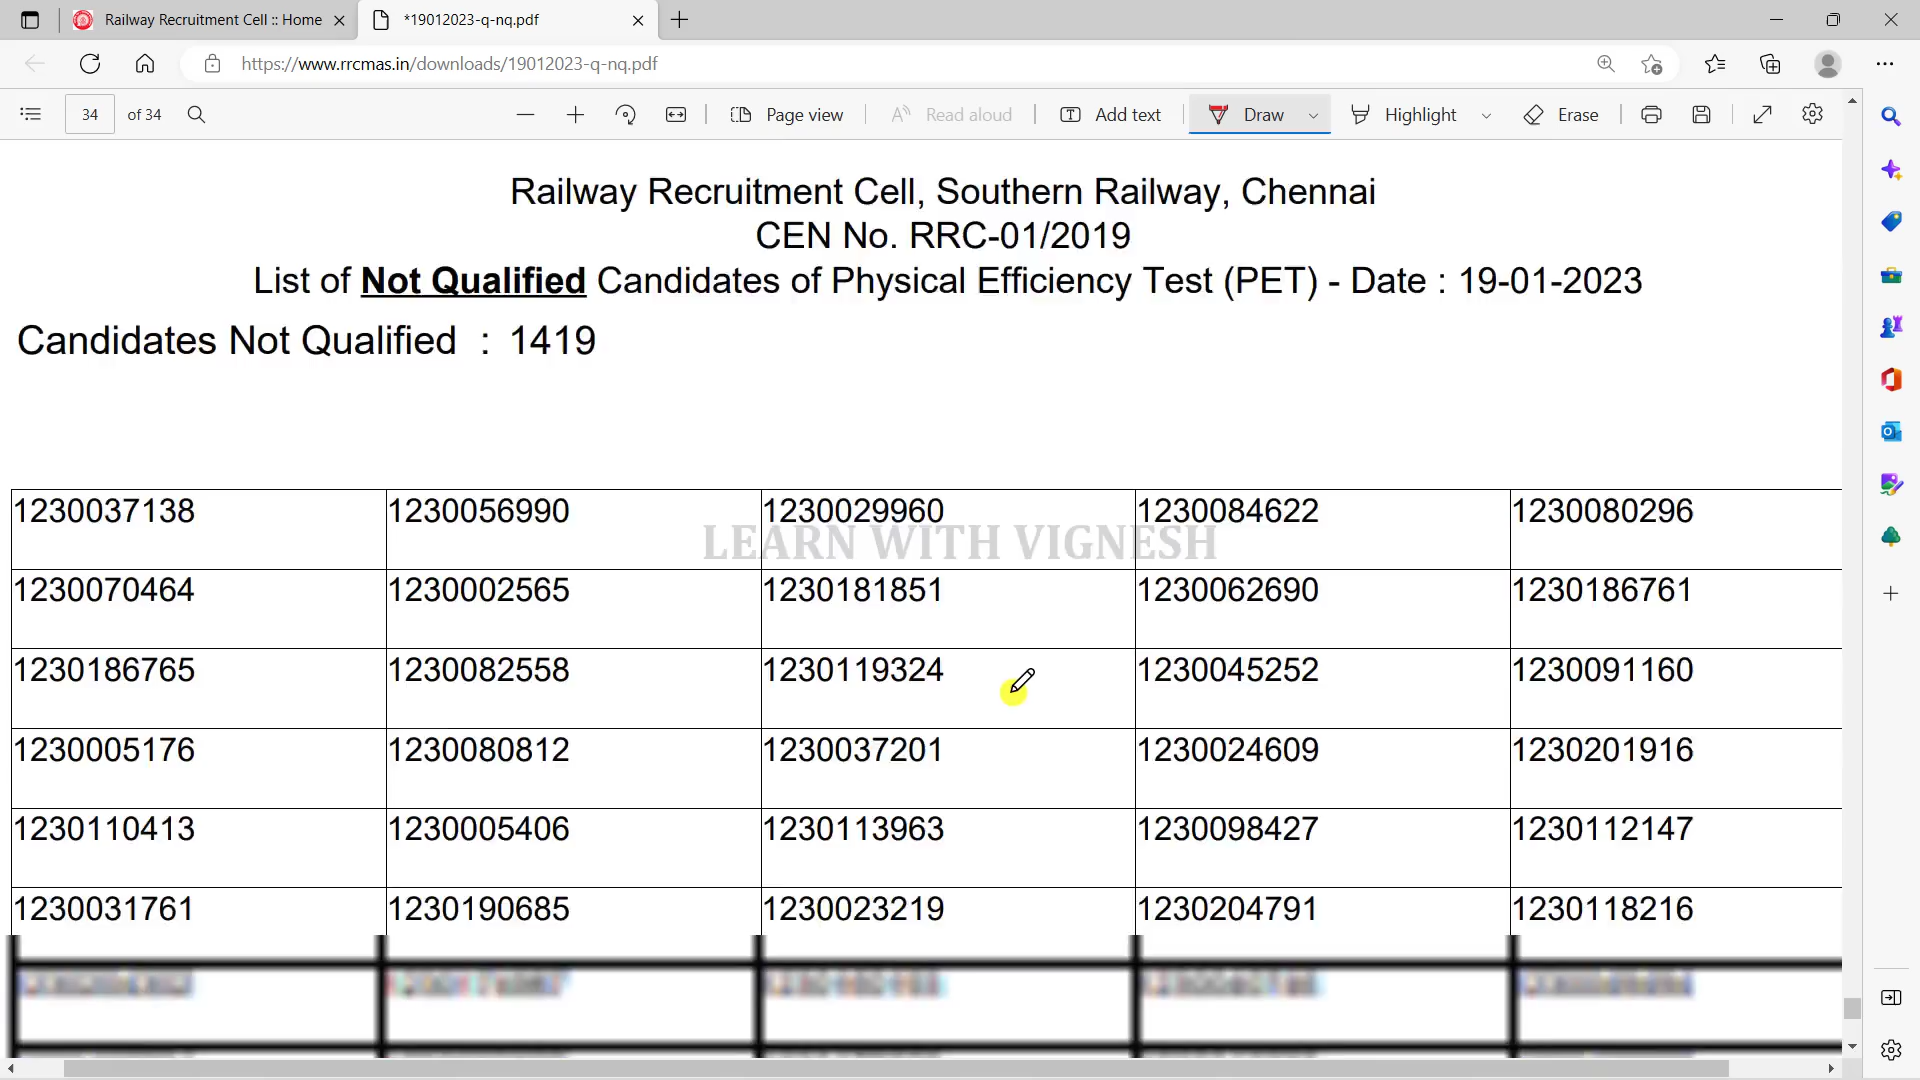 Railway Recruitment Cell :: Home
*19012023-q-nq.pdf
https://www.rrcmas.in/downloads/19012023-q-nq.pdf
34 of 34 Page view Read aloud Add text Draw Highlight Erase
Railway Recruitment Cell, Southern Railway, Chennai
CEN No. RRC-01/2019
List of Not Qualified Candidates of Physical Efficiency Test (PET) - Date : 19-01-2023
Candidates Not Qualified : 1419
1230037138 1230056990 1230029960 1230084622 1230080296
LEARN WITH VIGNESH
1230070464 1230002565 1230181851 1230062690 1230186761
1230186765 1230082558 1230119324 1230045252 1230091160
1230005176 1230080812 1230037201 1230024609 1230201916
1230110413 1230005406 1230113963 1230098427 1230112147
1230031761 1230190685 1230023219 1230204791 1230118216